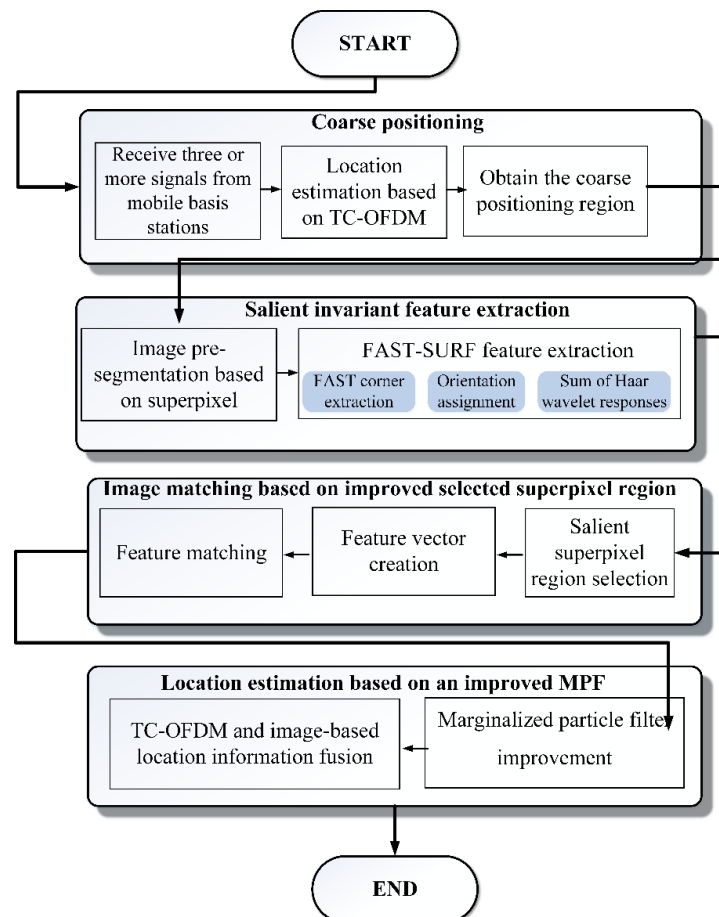 START
Coarse positioning
Receive three or
more signals from
mobile basis
stations
Location
estimation based
on TC-OFDM
Obtain the coarse
positioning region
Salient invariant feature extraction
Image pre-
segmentation based
on superpixel
FAST-SURF feature extraction
FAST corner
extraction
Orientation
assignment
Sum of Haar
wavelet responses
Image matching based on improved selected superpixel region
Feature matching
Feature vector
creation
Salient
superpixel
region selection
Location estimation based on an improved MPF
TC-OFDM and image-based
location information fusion
Marginalized particle filter
improvement
END